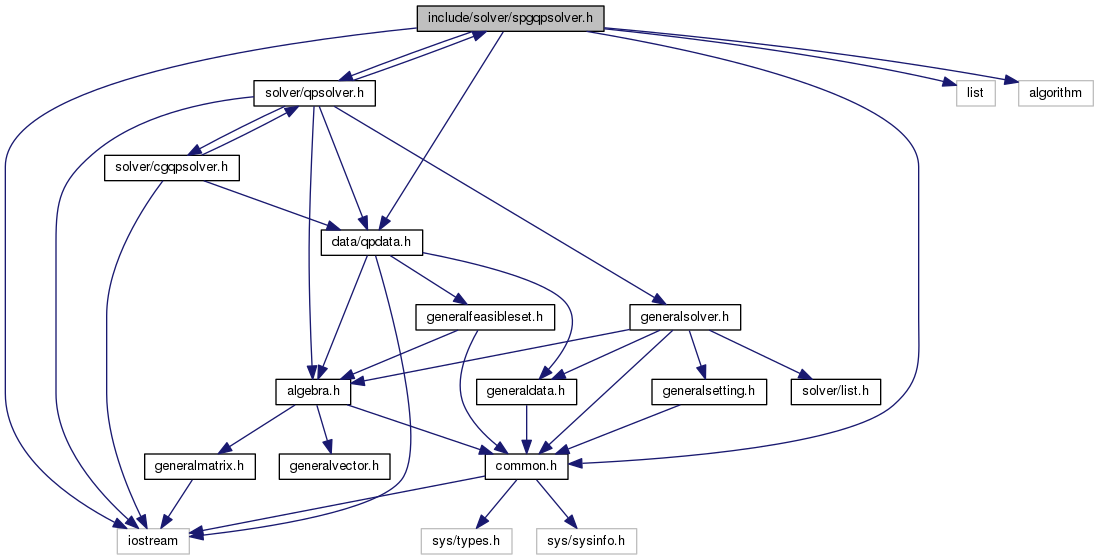 include/solver/spgqpsolver.h
solver/qpsolver.h
list
algorithm
solver/cgqpsolver.h
data/qpdata.h
generalfeasibleset.h
generalsolver.h
algebra.h
generaldata.h
generalsetting.h
solver/list.h
generalmatrix.h
generalvector.h
common.h
iostream
sys/types.h
sys/sysinfo.h